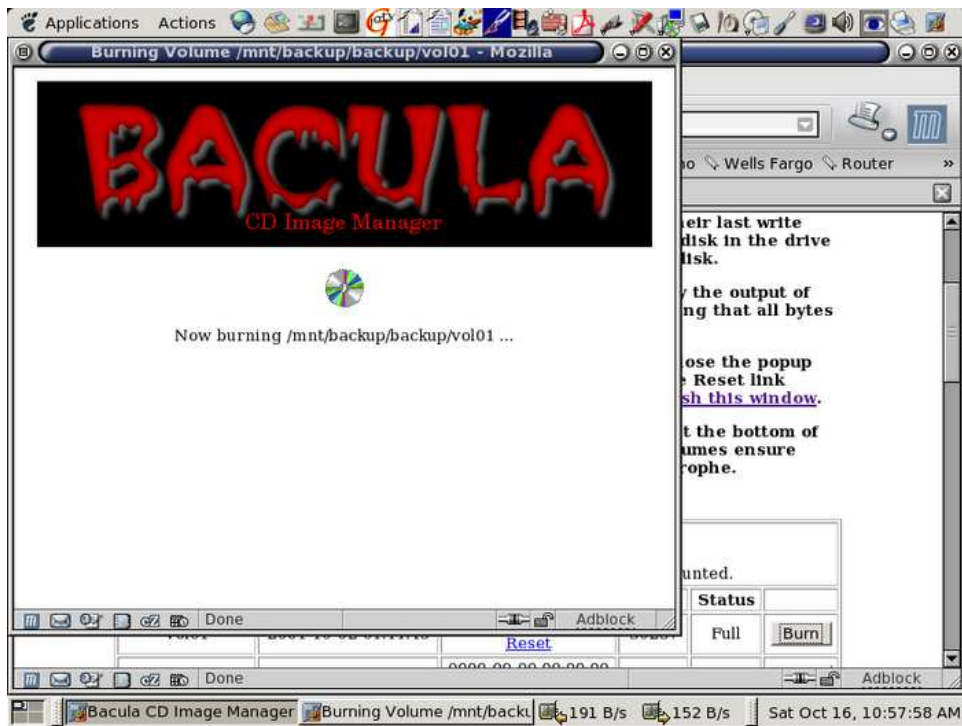 Applications Actions
Burning Volume /mnt/backup/backup/vol01 - Mozilla
BACULA
CD Image Manager
Now burning /mnt/backup/backup/vol01 ...
Done
Adblock
Wells Fargo Router »
eir last write
disk in the drive
disk.
the output of
ng that all bytes
ose the popup
Reset link
sh this window.
t the bottom of
umes ensure
rophe.
unted.
Status
Reset
Full Burn
Done
Adblock
Bacula CD Image Manager
Burning Volume /mnt/backu
191 B/s
152 B/s
Sat Oct 16, 10:57:58 AM